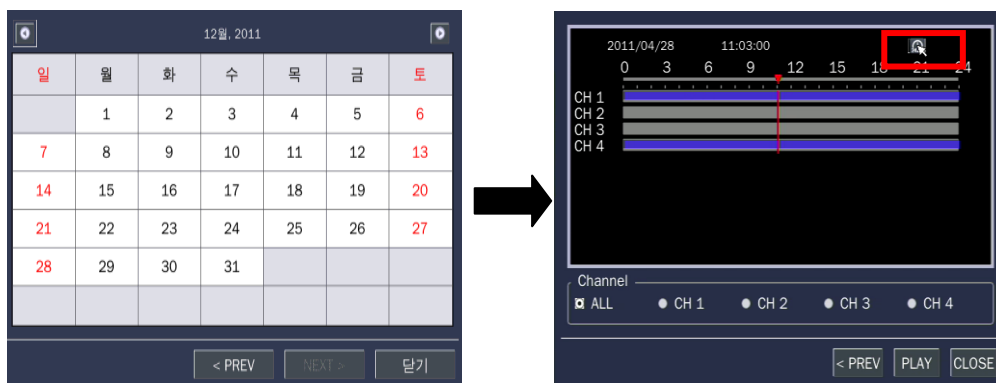 12월, 2011
일 월 화 수 목 금 토
1 2 3 4 5 6
7 8 9 10 11 12 13
14 15 16 17 18 19 20
21 22 23 24 25 26 27
28 29 30 31
< PREV NEXT > 닫기
2011/04/28 11:03:00
0 3 6 9 12 15 18 21 24
CH 1
CH 2
CH 3
CH 4
Channel
ALL CH 1 CH 2 CH 3 CH 4
< PREV PLAY CLOSE